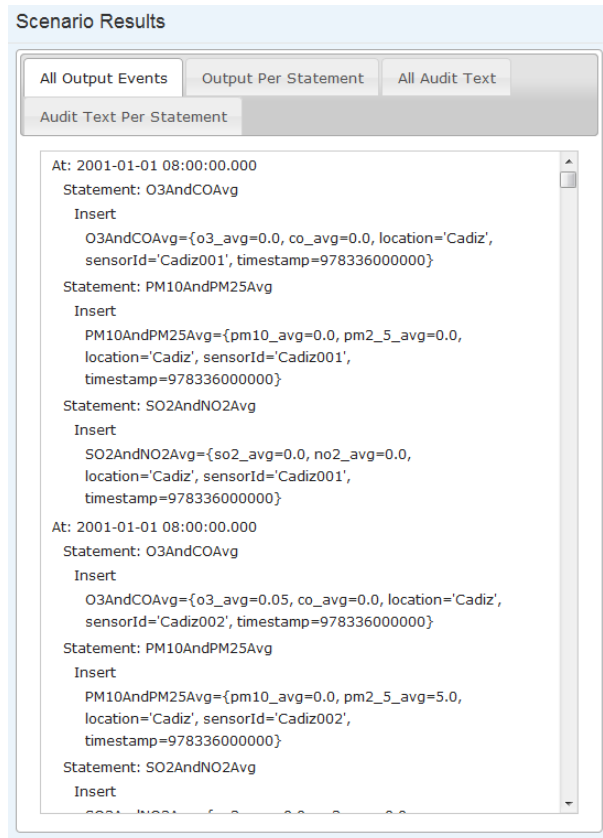 Scenario Results
All Output Events Output Per Statement All Audit Text
Audit Text Per Statement
At: 2001-01-01 08:00:00.000
Statement: O3AndCOAvg
Insert
O3AndCOAvg={o3_avg=0.0, co_avg=0.0, location='Cadiz',
sensorId='Cadiz001', timestamp=978336000000}
Statement: PM10AndPM25Avg
Insert
PM10AndPM25Avg={pm10_avg=0.0, pm2_5_avg=0.0,
location='Cadiz', sensorId='Cadiz001',
timestamp=978336000000}
Statement: SO2AndNO2Avg
Insert
SO2AndNO2Avg={so2_avg=0.0, no2_avg=0.0,
location='Cadiz', sensorId='Cadiz001',
timestamp=978336000000}
At: 2001-01-01 08:00:00.000
Statement: O3AndCOAvg
Insert
O3AndCOAvg={o3_avg=0.05, co_avg=0.0, location='Cadiz',
sensorId='Cadiz002', timestamp=978336000000}
Statement: PM10AndPM25Avg
Insert
PM10AndPM25Avg={pm10_avg=0.0, pm2_5_avg=5.0,
location='Cadiz', sensorId='Cadiz002',
timestamp=978336000000}
Statement: SO2AndNO2Avg
Insert